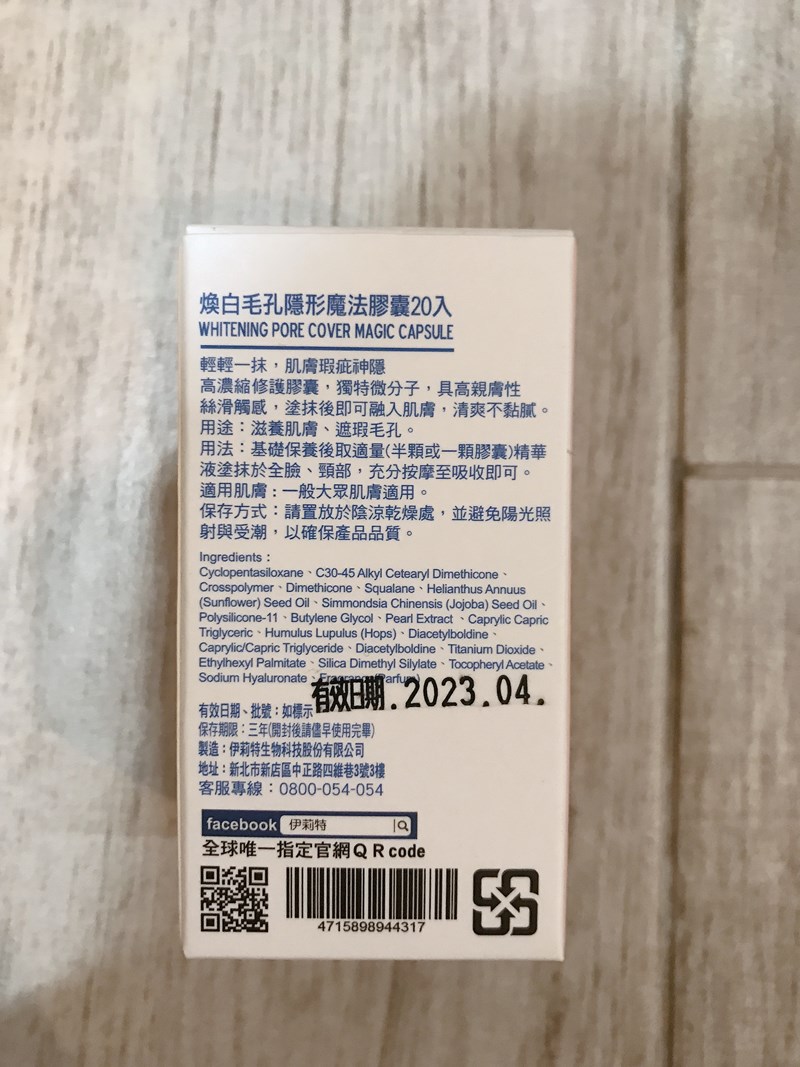 煥白毛孔隱形魔法膠囊20入
WHITENING PORE COVER MAGIC CAPSULE
輕輕一抹，肌膚瑕疵神隱
高濃縮修護膠囊，獨特微分子，具高親膚性
絲滑觸感，塗抹後即可融入肌膚，清爽不黏膩。
用途：滋養肌膚、遮瑕毛孔。
用法：基礎保養後取適量(半顆或一顆膠囊)精華
液塗抹於全臉、頸部，充分按摩至吸收即可。
適用肌膚：一般大眾肌膚適用。
保存方式：請置放於陰涼乾燥處，並避免陽光照
射與受潮，以確保產品品質。
Ingredients：
Cyclopentasiloxane、C30-45 Alkyl Cetearyl Dimethicone、
Crosspolymer、Dimethicone、Squalane、Helianthus Annuus
(Sunflower) Seed Oil、Simmondsia Chinensis (Jojoba) Seed Oil、
Polysilicone-11、Butylene Glycol、Pearl Extract、Caprylic Capric
Triglyceric、Humulus Lupulus (Hops)、Diacetylboldine、
Caprylic/Capric Triglyceride、Diacetylboldine、Titanium Dioxide、
Ethylhexyl Palmitate、Silica Dimethyl Silylate、Tocopheryl Acetate、
Sodium Hyaluronate、Fragrance(Parfum)
有效日期.2023.04.
有效日期、批號：如標示
保存期限：三年(開封後請儘早使用完畢)
製造：伊莉特生物科技股份有限公司
地址：新北市新店區中正路四維巷3號3樓
客服專線：0800-054-054
facebook 伊莉特
全球唯一指定官網QR code
4715898944317